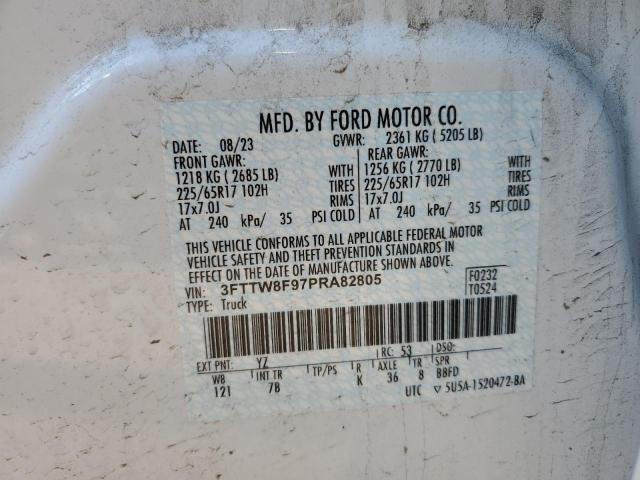 MFD. BY FORD MOTOR CO.
DATE: 08/23 GVWR: 2361 KG ( 5205 LB)
FRONT GAWR: REAR GAWR:
1218 KG ( 2685 LB) WITH 1256 KG ( 2770 LB) WITH
225/65R17 102H TIRES 225/65R17 102H TIRES
17x7.0J RIMS 17x7.0J RIMS
AT 240 kPa/ 35 PSI COLD AT 240 kPa/ 35 PSI COLD
THIS VEHICLE CONFORMS TO ALL APPLICABLE FEDERAL MOTOR
VEHICLE SAFETY AND THEFT PREVENTION STANDARDS IN
EFFECT ON THE DATE OF MANUFACTURE SHOWN ABOVE.
VIN: 3FTTW8F97PRA82805 F0232
TYPE: Truck T0524
EXT PNT: YZ RC: 53 DSO:
WB INT TR TP/PS R AXLE TR SPR
121 7B K 36 8 BBFD
UTC ▽ 5U5A-1520472-BA